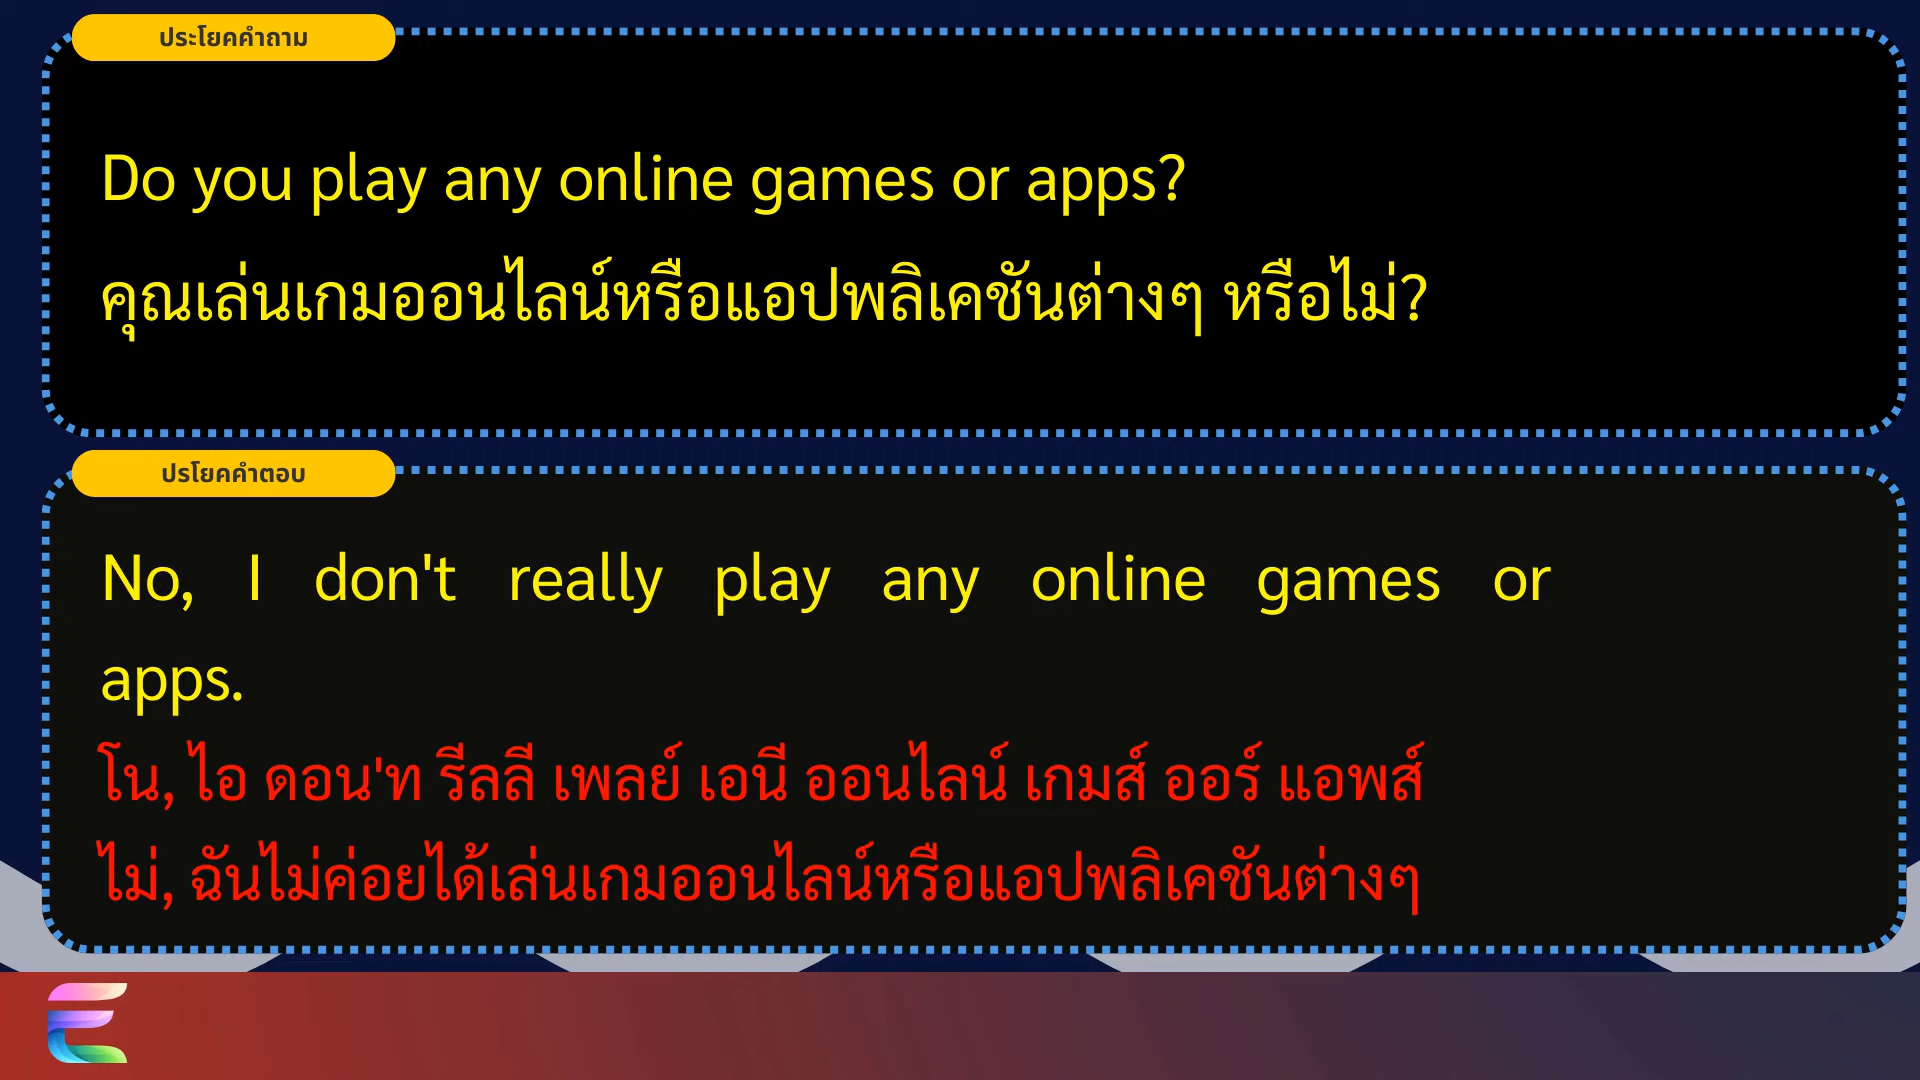 ประโยคคำถาม
Do you play any online games or apps?
คุณเล่นเกมออนไลน์หรือแอปพลิเคชันต่างๆ หรือไม่?
ปรโยคคำตอบ
No, I don't really play any online games or
apps.
โน, ไอ ดอน'ท รีลลี เพลย์ เอนี ออนไลน์ เกมส์ ออร์ แอพส์
ไม่, ฉันไม่ค่อยได้เล่นเกมออนไลน์หรือแอปพลิเคชันต่างๆ